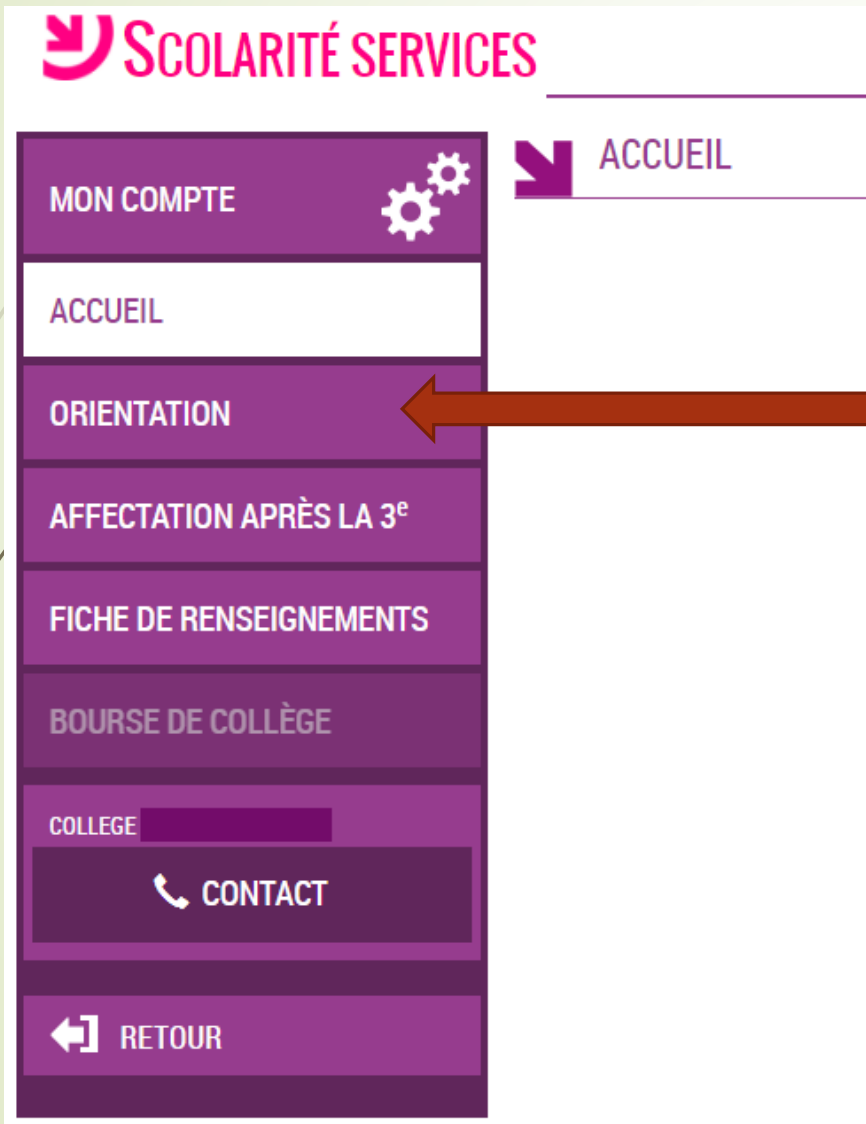 SCOLARITÉ SERVICES
MON COMPTE
ACCUEIL
ACCUEIL
ORIENTATION
AFFECTATION APRÈS LA 3e
FICHE DE RENSEIGNEMENTS
BOURSE DE COLLÈGE
COLLEGE
CONTACT
RETOUR